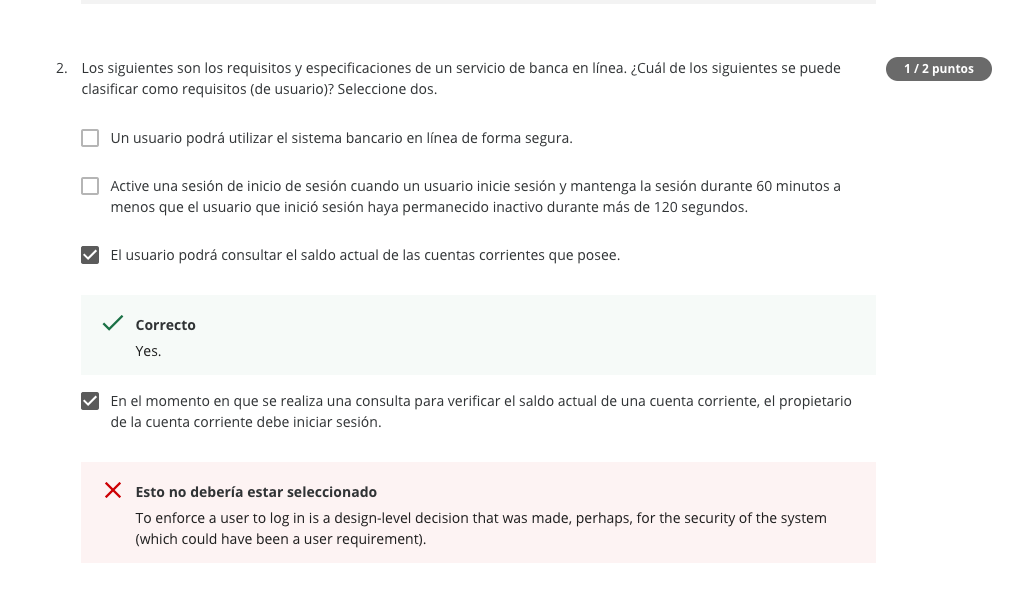 2. Los siguientes son los requisitos y especificaciones de un servicio de banca en línea. ¿Cuál de los siguientes se puede
clasificar como requisitos (de usuario)? Seleccione dos.
1 / 2 puntos
Un usuario podrá utilizar el sistema bancario en línea de forma segura.
Active una sesión de inicio de sesión cuando un usuario inicie sesión y mantenga la sesión durante 60 minutos a
menos que el usuario que inició sesión haya permanecido inactivo durante más de 120 segundos.
El usuario podrá consultar el saldo actual de las cuentas corrientes que posee.
Correcto
Yes.
En el momento en que se realiza una consulta para verificar el saldo actual de una cuenta corriente, el propietario
de la cuenta corriente debe iniciar sesión.
Esto no debería estar seleccionado
To enforce a user to log in is a design-level decision that was made, perhaps, for the security of the system
(which could have been a user requirement).